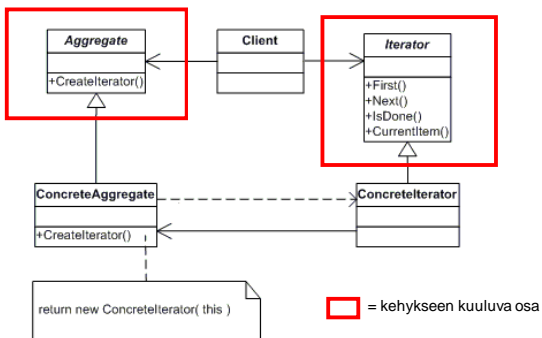 Aggregate
+CreateIterator()
Client
Iterator
+First()
+Next()
+IsDone()
+CurrentItem()
ConcreteAggregate
+CreateIterator()
ConcreteIterator
return new ConcreteIterator( this )
= kehykseen kuuluva osa